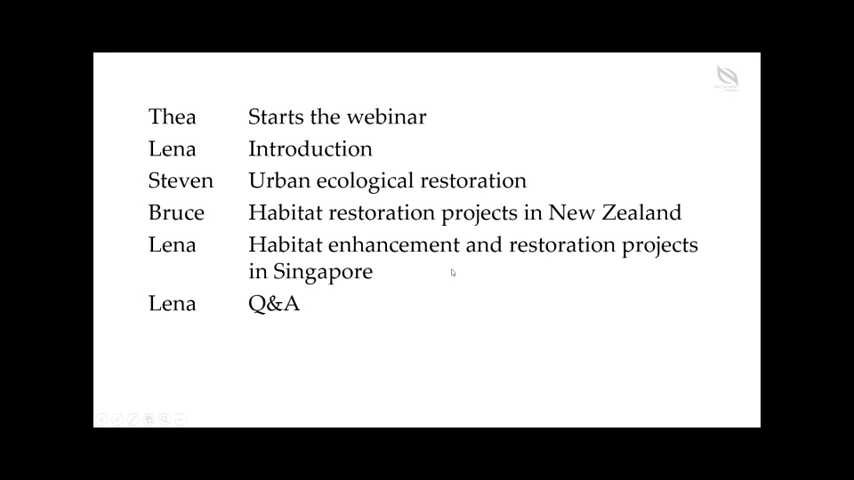 Thea Starts the webinar
Lena Introduction
Steven Urban ecological restoration
Bruce Habitat restoration projects in New Zealand
Lena Habitat enhancement and restoration projects
in Singapore
Lena Q&A